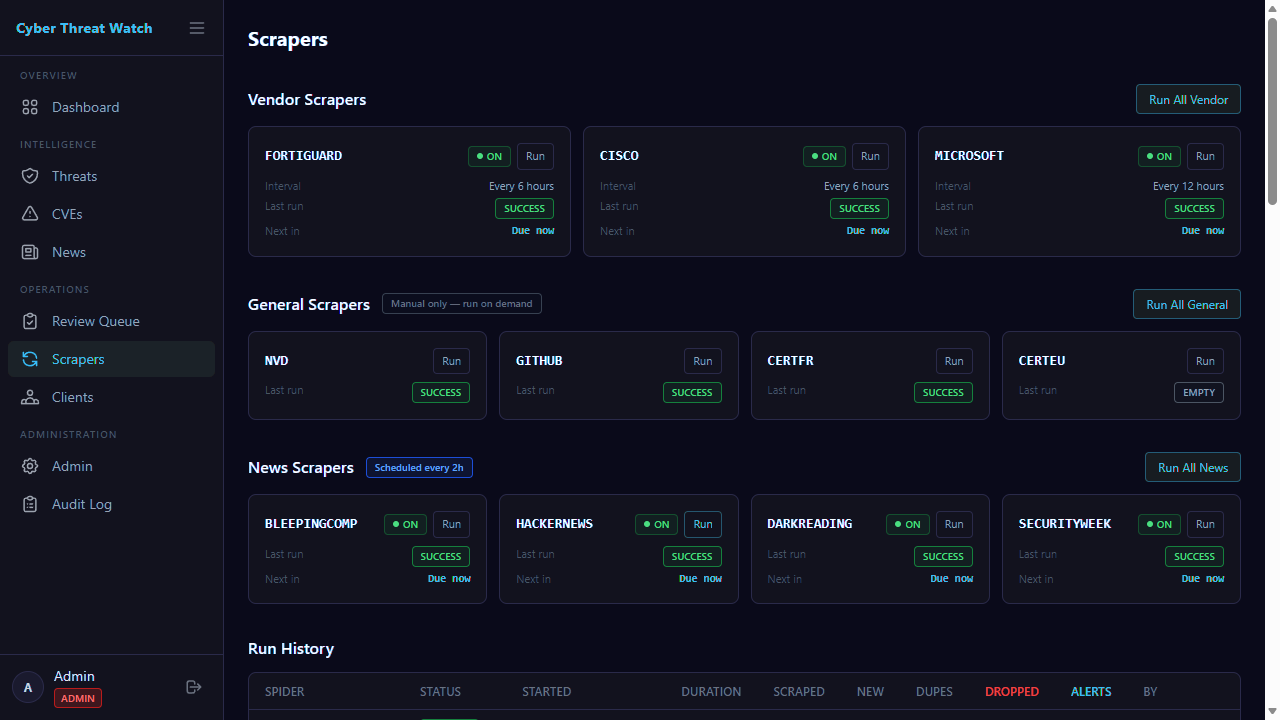 Cyber Threat Watch
OVERVIEW
Dashboard
INTELLIGENCE
Threats
CVEs
News
OPERATIONS
Review Queue
Scrapers
Clients
ADMINISTRATION
Admin
Audit Log
A
Admin
ADMIN
Scrapers
Vendor Scrapers
Run All Vendor
FORTIGUARD ON Run
Interval Every 6 hours
Last run SUCCESS
Next in Due now
CISCO ON Run
Interval Every 6 hours
Last run SUCCESS
Next in Due now
MICROSOFT ON Run
Interval Every 12 hours
Last run SUCCESS
Next in Due now
General Scrapers Manual only — run on demand
Run All General
NVD Run
Last run SUCCESS
GITHUB Run
Last run SUCCESS
CERTFR Run
Last run SUCCESS
CERTEU Run
Last run EMPTY
News Scrapers Scheduled every 2h
Run All News
BLEEPINGCOMP ON Run
Last run SUCCESS
Next in Due now
HACKERNEWS ON Run
Last run SUCCESS
Next in Due now
DARKREADING ON Run
Last run SUCCESS
Next in Due now
SECURITYWEEK ON Run
Last run SUCCESS
Next in Due now
Run History
SPIDER STATUS STARTED DURATION SCRAPED NEW DUPES DROPPED ALERTS BY